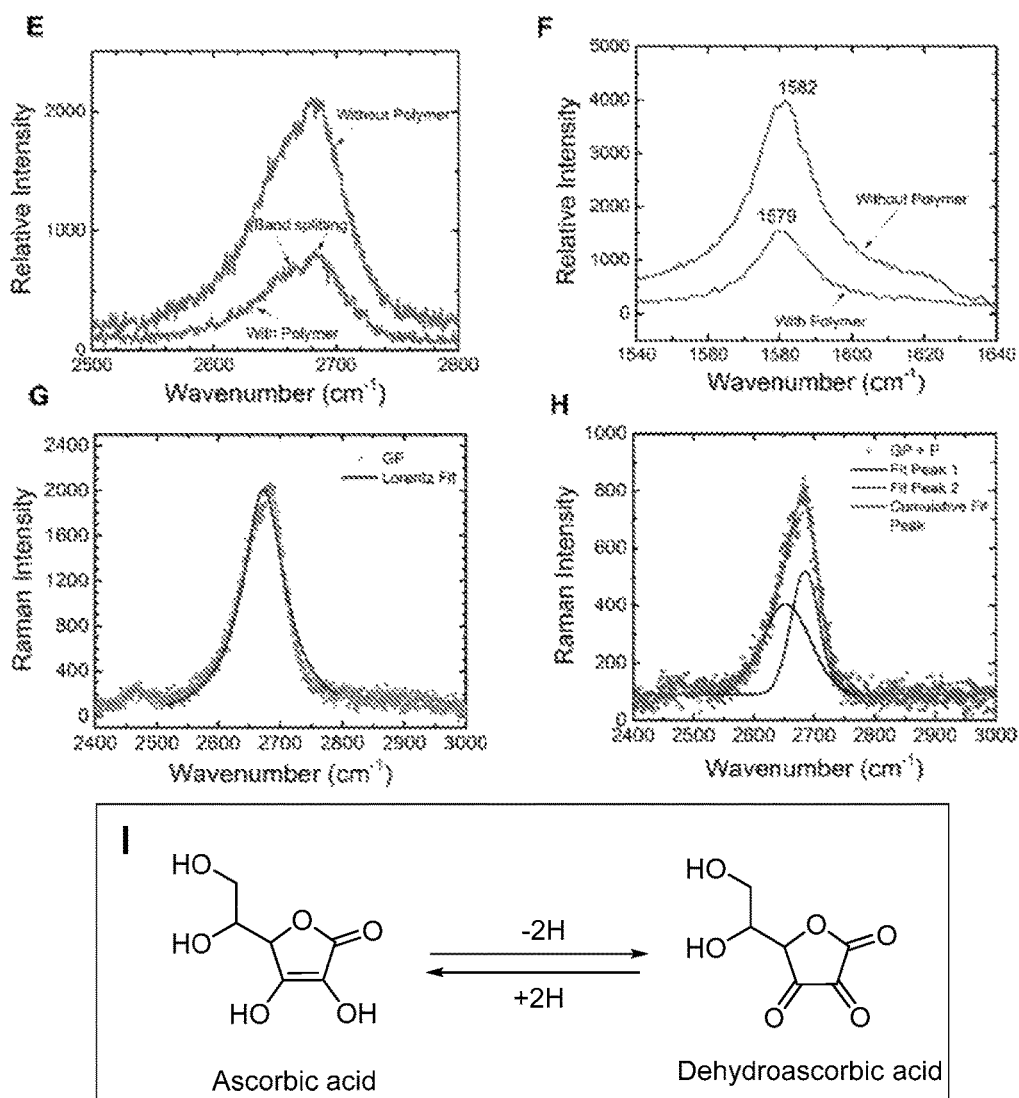 E
2000
1000
0
Relative Intensity
Without Polymer
Band splitting
With Polymer
2500 2600 2700 2800
Wavenumber (cm-1)
F
5000
4000
3000
2000
1000
0
Relative Intensity
1582
1579
Without Polymer
With Polymer
1540 1560 1580 1600 1620 1640
Wavenumber (cm-1)
G
2400
2000
1600
1200
800
400
0
Raman Intensity
GP
Lorentz Fit
2400 2500 2600 2700 2800 2900 3000
Wavenumber (cm-1)
H
1000
800
600
400
200
0
Raman Intensity
GP + P
Fit Peak 1
Fit Peak 2
Cumulative Fit
Peak
2400 2500 2600 2700 2800 2900 3000
Wavenumber (cm-1)
I
HO
HO
O
O
HO
OH
Ascorbic acid
-2H
+2H
HO
HO
O
O
O
O
Dehydroascorbic acid